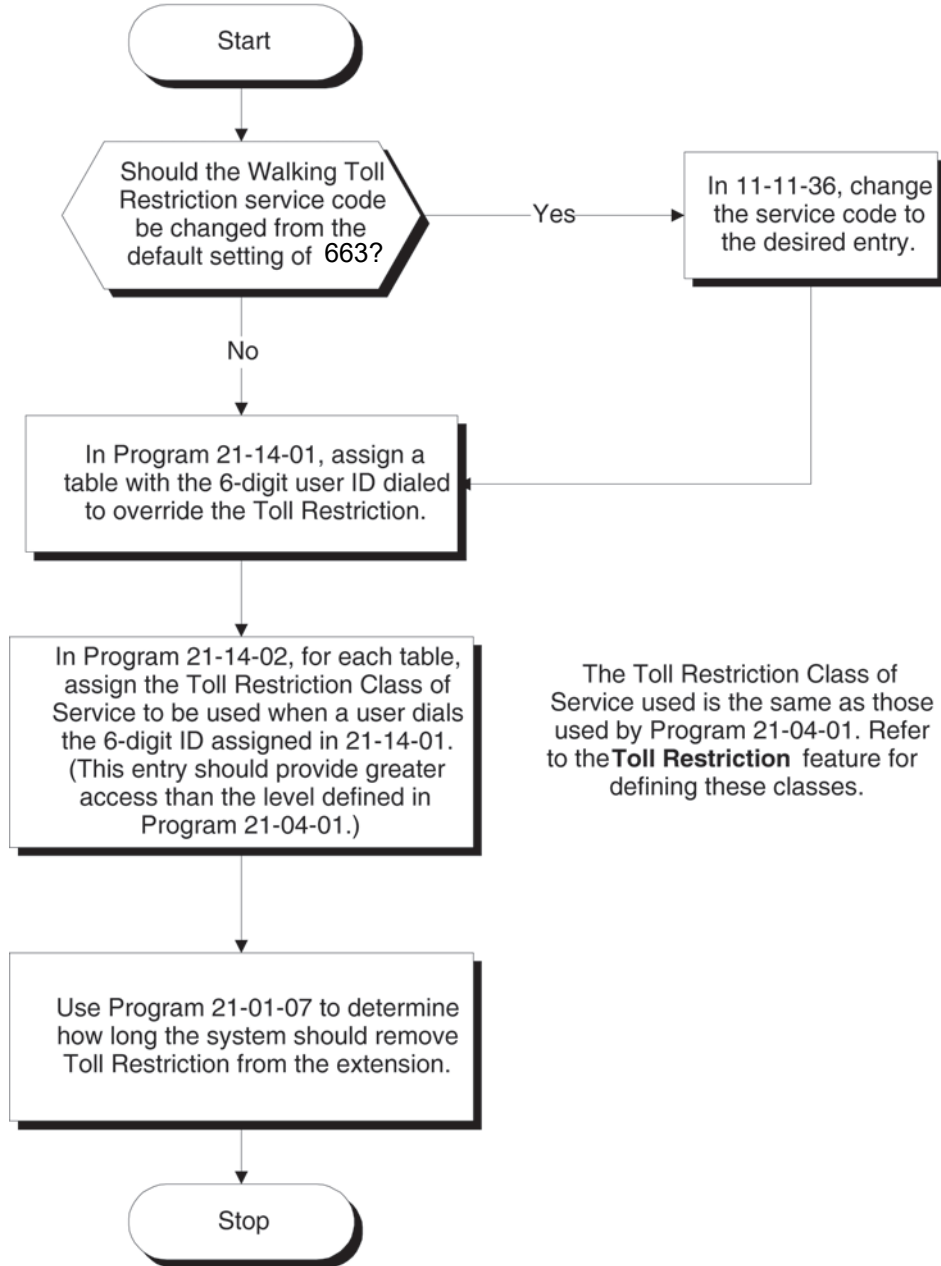 Start
Should the Walking Toll
Restriction service code
be changed from the
default setting of 663?
Yes
In 11-11-36, change
the service code to
the desired entry.
No
In Program 21-14-01, assign a
table with the 6-digit user ID dialed
to override the Toll Restriction.
In Program 21-14-02, for each table,
assign the Toll Restriction Class of
Service to be used when a user dials
the 6-digit ID assigned in 21-14-01.
(This entry should provide greater
access than the level defined in
Program 21-04-01.)
The Toll Restriction Class of
Service used is the same as those
used by Program 21-04-01. Refer
to the Toll Restriction feature for
defining these classes.
Use Program 21-01-07 to determine
how long the system should remove
Toll Restriction from the extension.
Stop